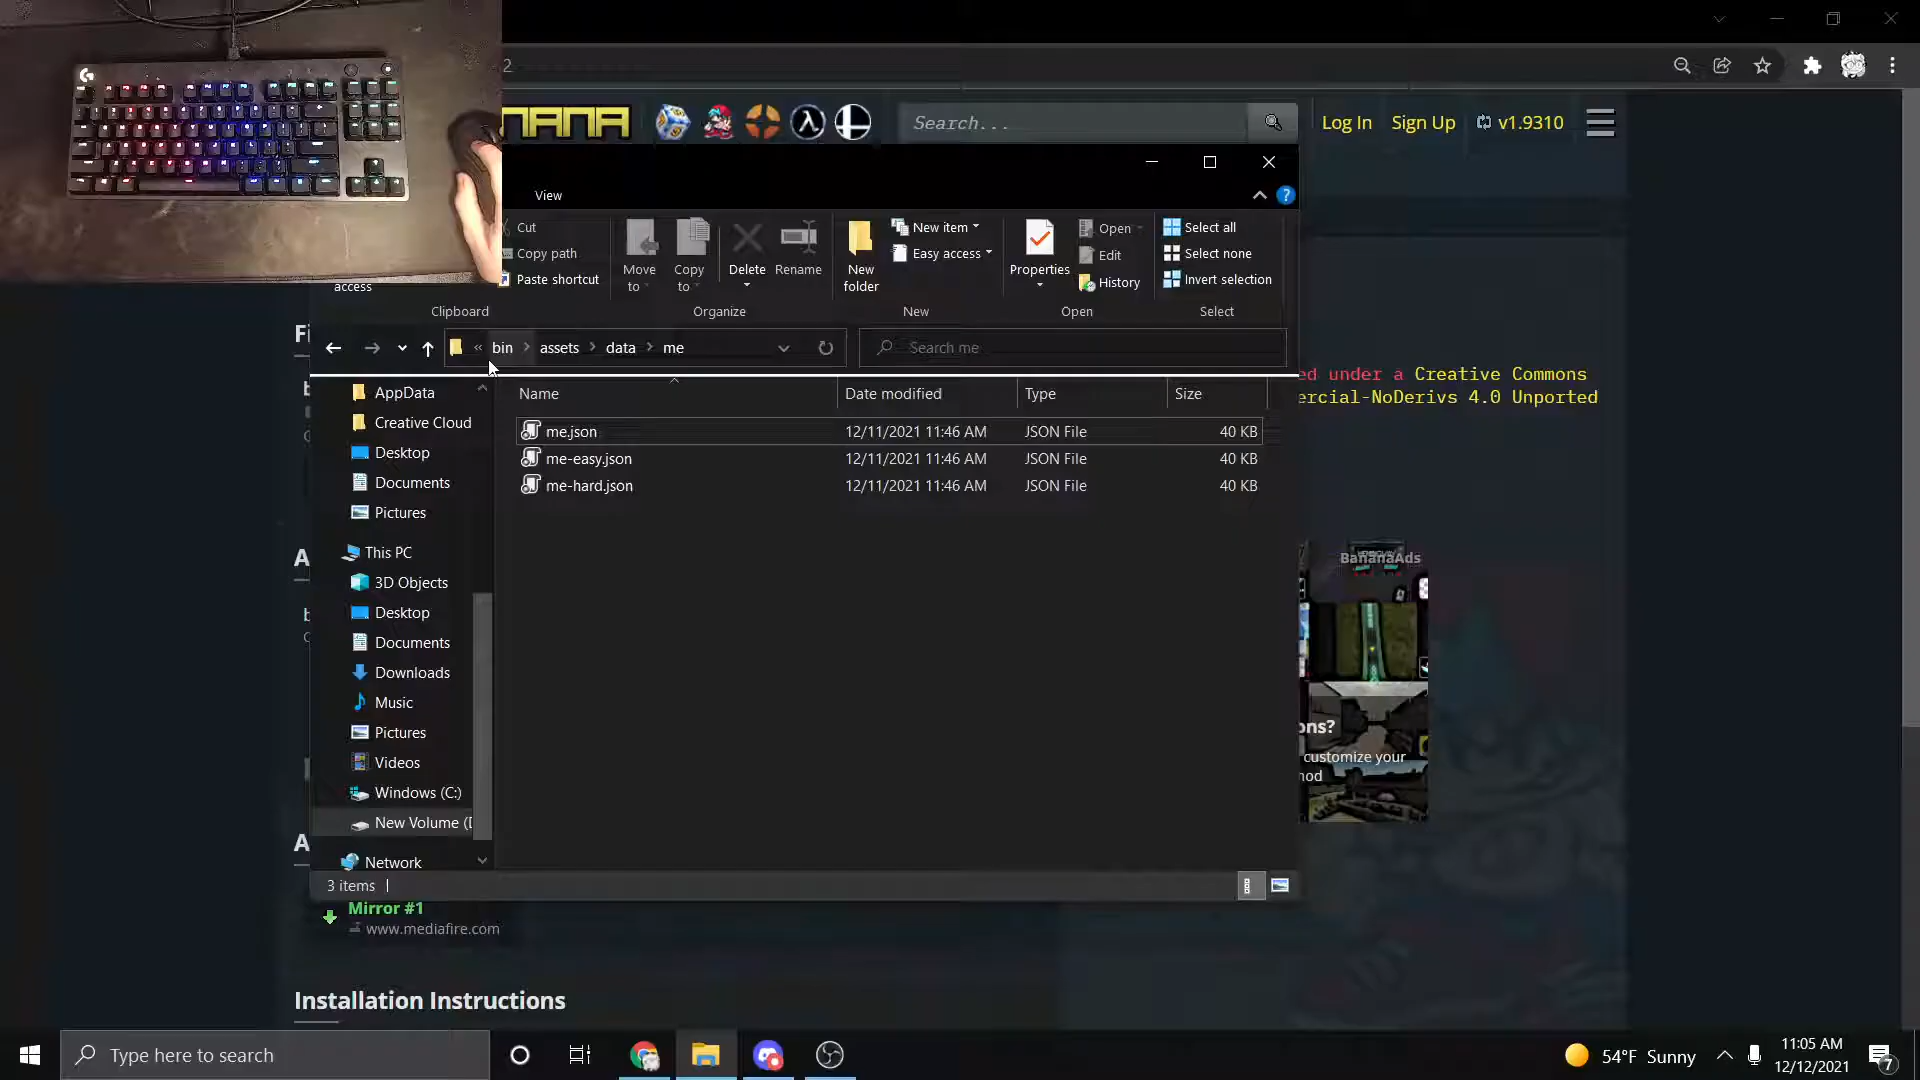 2
NANA
Search...
Log In
Sign Up
v1.9310
View
Cut
Copy path
Paste shortcut
access
Move to
Copy to
Delete
Rename
New folder
New item
Easy access
Properties
Open
Edit
History
Select all
Select none
Invert selection
Clipboard
Organize
New
Open
Select
Fi
« bin > assets > data > me
Search me
ed under a Creative Commons
ercial-NoDerivs 4.0 Unported
Name
Date modified
Type
Size
me.json 12/11/2021 11:46 AM JSON File 40 KB
me-easy.json 12/11/2021 11:46 AM JSON File 40 KB
me-hard.json 12/11/2021 11:46 AM JSON File 40 KB
AppData
Creative Cloud
Desktop
Documents
Pictures
This PC
3D Objects
Desktop
Documents
Downloads
Music
Pictures
Videos
Windows (C:)
New Volume (D
Network
A
A
BananaAds
ons?
customize your
mod
3 items
Mirror #1
www.mediafire.com
Installation Instructions
Type here to search
54°F Sunny
11:05 AM
12/12/2021
7